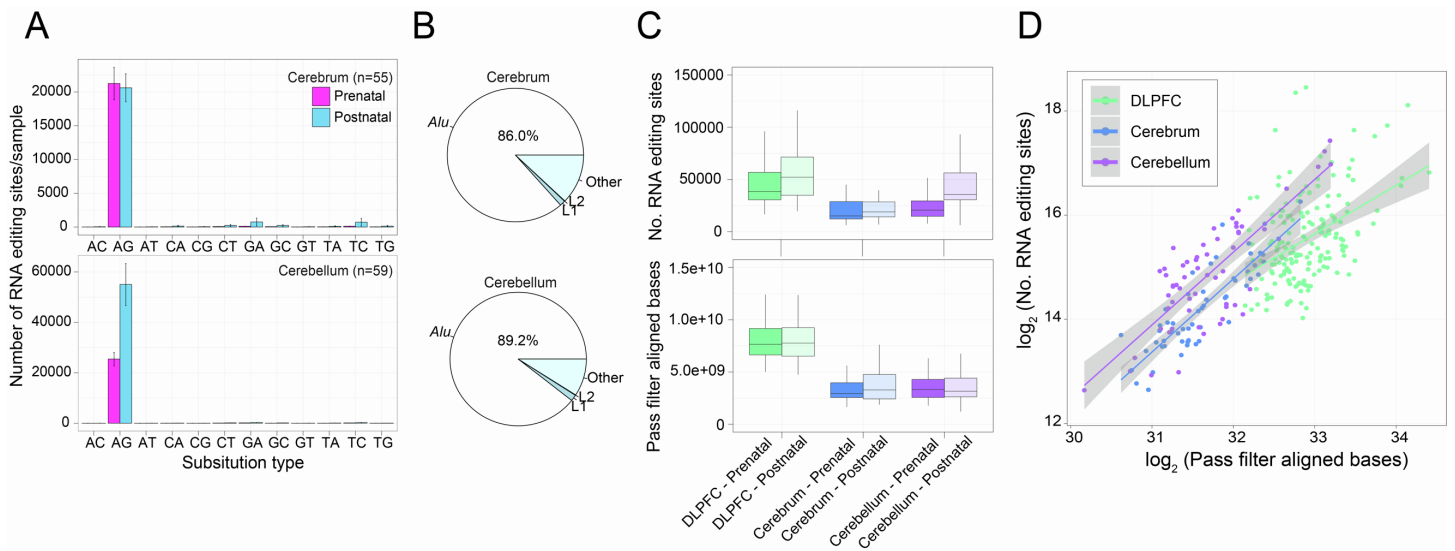 A
Number of RNA editing sites/sample
Cerebrum (n=55)
Prenatal
Postnatal
20000
15000
10000
5000
0
AC AG AT CA CG CT GA GC GT TA TC TG
Cerebellum (n=59)
60000
40000
20000
0
AC AG AT CA CG CT GA GC GT TA TC TG
Subsitution type
B
Cerebrum
Alu
86.0%
Other
L2
L1
Cerebellum
Alu
89.2%
Other
L2
L1
C
No. RNA editing sites
150000
100000
50000
0
Pass filter aligned bases
1.5e+10
1.0e+10
5.0e+09
0
DLPFC - Prenatal
DLPFC - Postnatal
Cerebrum - Prenatal
Cerebrum - Postnatal
Cerebellum - Prenatal
Cerebellum - Postnatal
D
log2 (No. RNA editing sites)
DLPFC
Cerebrum
Cerebellum
18
16
14
12
30 31 32 33 34
log2 (Pass filter aligned bases)